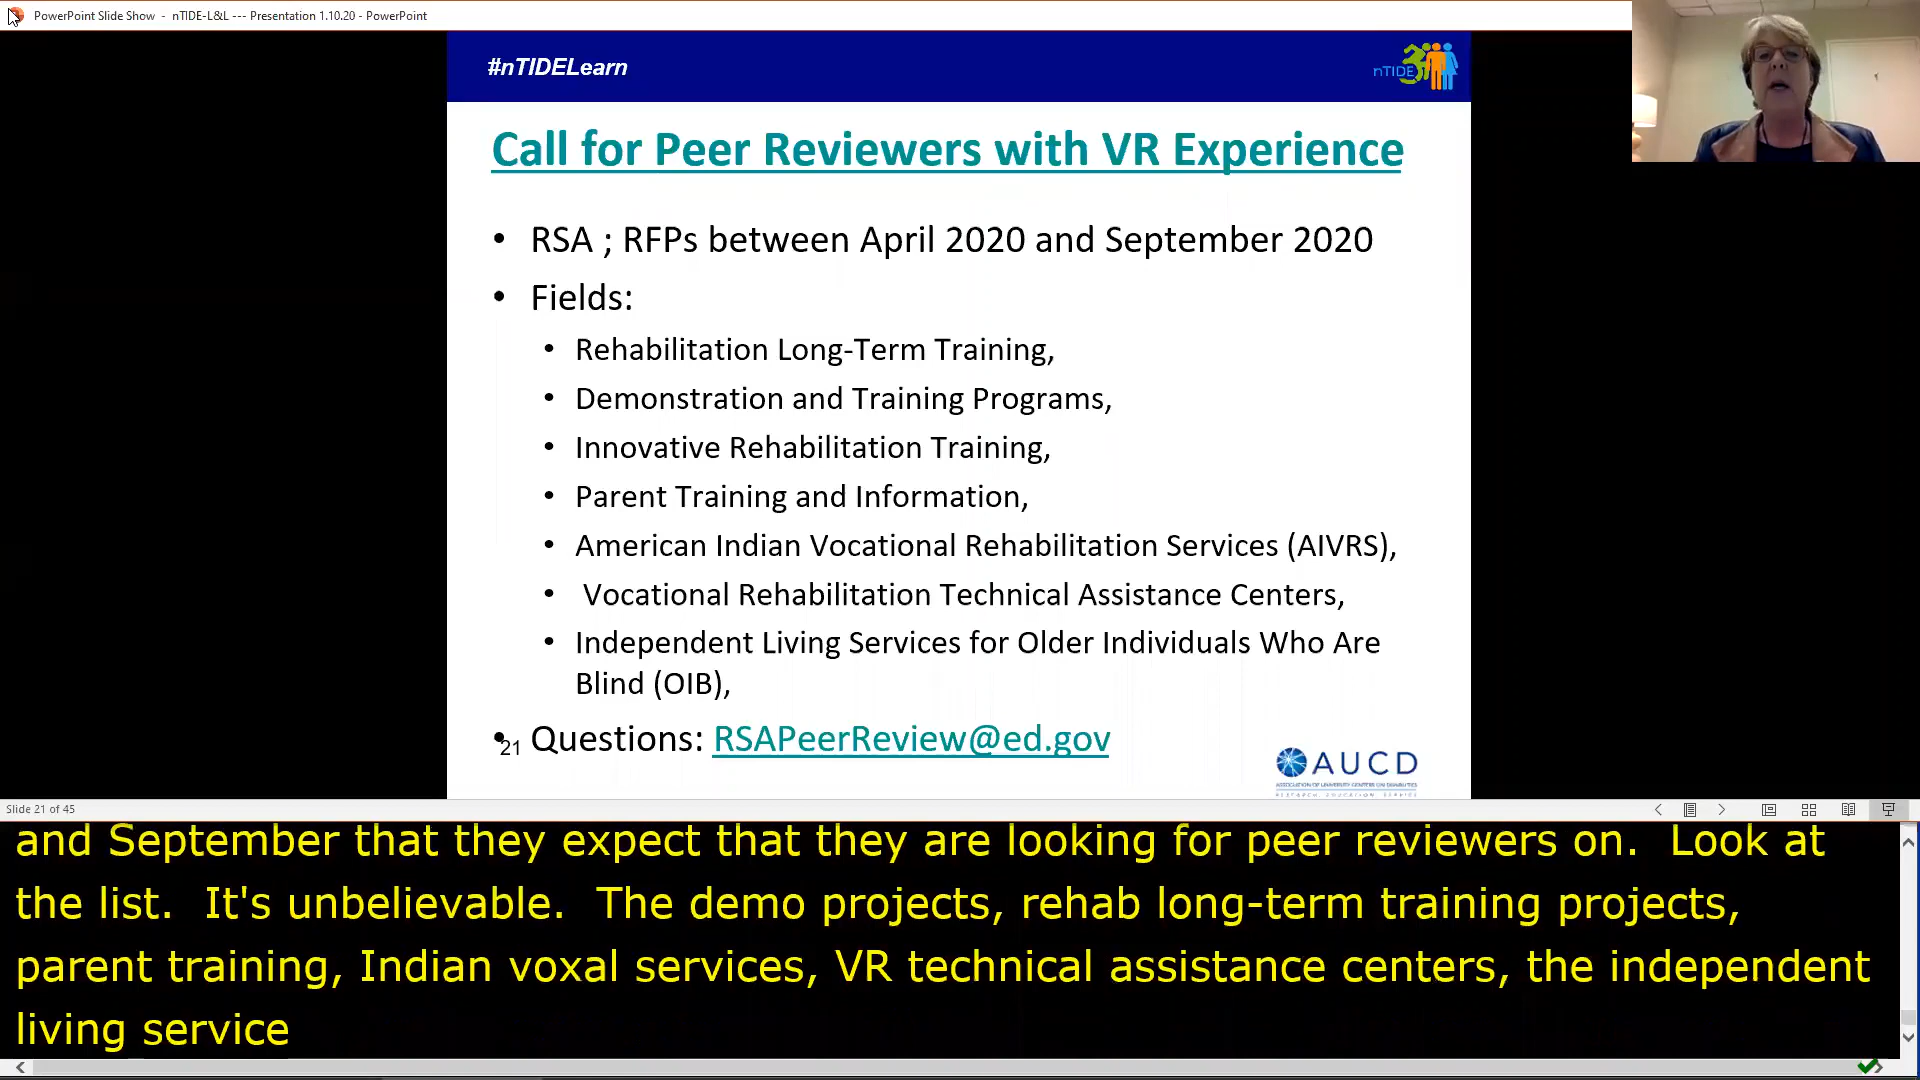 PowerPoint Slide Show - nTIDE-L&L --- Presentation 1.10.20 - PowerPoint
#nTIDELearn
nTIDE
Call for Peer Reviewers with VR Experience
• RSA ; RFPs between April 2020 and September 2020
• Fields:
• Rehabilitation Long-Term Training,
• Demonstration and Training Programs,
• Innovative Rehabilitation Training,
• Parent Training and Information,
• American Indian Vocational Rehabilitation Services (AIVRS),
• Vocational Rehabilitation Technical Assistance Centers,
• Independent Living Services for Older Individuals Who Are
Blind (OIB),
• Questions: RSAPeerReview@ed.gov
21
AUCD
ASSOCIATION OF UNIVERSITY CENTERS ON DISABILITIES
RESEARCH, EDUCATION, SERVICE
Slide 21 of 45
and September that they expect that they are looking for peer reviewers on. Look at
the list. It's unbelievable. The demo projects, rehab long-term training projects,
parent training, Indian voxal services, VR technical assistance centers, the independent
living service